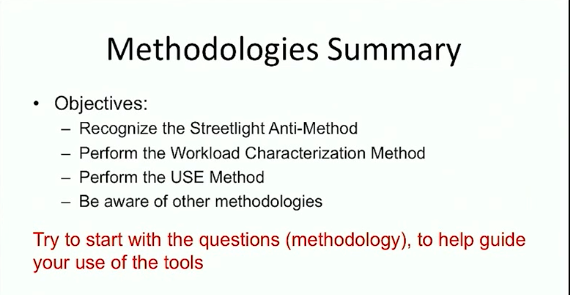 Methodologies Summary
• Objectives:
– Recognize the Streetlight Anti-Method
– Perform the Workload Characterization Method
– Perform the USE Method
– Be aware of other methodologies
Try to start with the questions (methodology), to help guide
your use of the tools